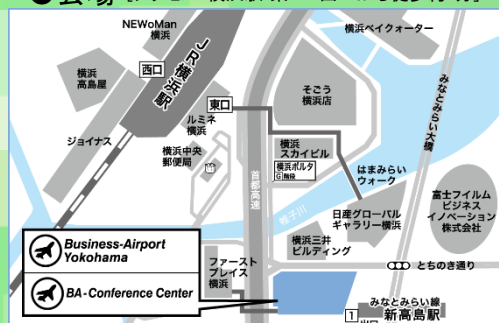 会場
NEWoMan
横浜
横浜ベイクォーター
JR横浜駅
西口
横浜
高島屋
東口
そごう
横浜店
みなとみらい大橋
ルミネ
横浜
ジョイナス
横浜中央
郵便局
横浜
スカイビル
横浜ポルタ
G階段
はまみらい
ウォーク
首都高速
帷子川
日産グローバル
ギャラリー横浜
富士フイルム
ビジネス
イノベーション
株式会社
横浜三井
ビルディング
Business-Airport
Yokohama
ファースト
プレイス
横浜
とちのき通り
BA-Conference Center
みなとみらい線
新高島駅
1